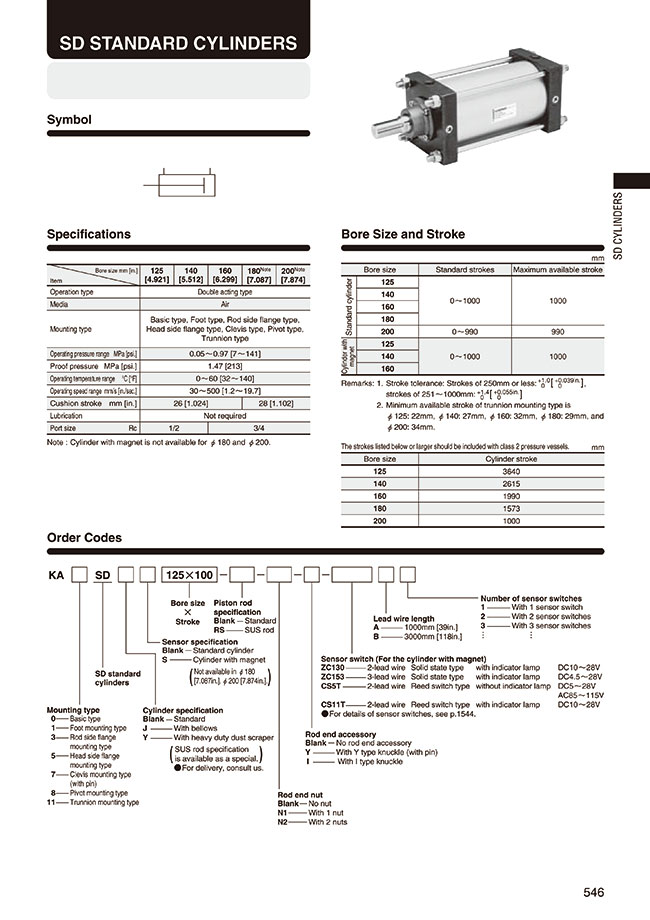 SD STANDARD CYLINDERS
Symbol
SD CYLINDERS
Specifications
Item
Bore size mm [in.]
125 [4.921]
140 [5.512]
160 [6.299]
180Note [7.087]
200Note [7.874]
Operation type Double acting type
Media Air
Mounting type
Basic type, Foot type, Rod side flange type,
Head side flange type, Clevis type, Pivot type,
Trunnion type
Operating pressure range MPa [psi.] 0.05〜0.97 [7〜141]
Proof pressure MPa [psi.] 1.47 [213]
Operating temperature range °C [°F] 0〜60 [32〜140]
Operating speed range mm/s [in./sec.] 30〜500 [1.2〜19.7]
Cushion stroke mm [in.] 26 [1.024] 28 [1.102]
Lubrication Not required
Port size Rc 1/2 3/4
Note : Cylinder with magnet is not available for φ180 and φ200.
Bore Size and Stroke
mm
Bore size Standard strokes Maximum available stroke
Standard cylinder
125
140
160
180
0〜1000 1000
200 0〜990 990
Cylinder with magnet
125
140
160
0〜1000 1000
Remarks: 1. Stroke tolerance: Strokes of 250mm or less: +1.0 0 [+0.039in. 0],
strokes of 251〜1000mm: +1.4 0 [+0.055in. 0]
2. Minimum available stroke of trunnion mounting type is
φ125: 22mm, φ140: 27mm, φ160: 32mm, φ180: 29mm, and
φ200: 34mm.
The strokes listed below or larger should be included with class 2 pressure vessels. mm
Bore size Cylinder stroke
125 3640
140 2615
160 1990
180 1573
200 1000
Order Codes
KA SD 125×100 - - - - 
Bore size
×
Stroke
Piston rod
specification
Blank — Standard
RS — SUS rod
Sensor specification
Blank — Standard cylinder
S — Cylinder with magnet
(Not available in φ180
[7.087in.], φ200 [7.874in.].)
SD standard
cylinders
Mounting type
0 — Basic type
1 — Foot mounting type
3 — Rod side flange
mounting type
5 — Head side flange
mounting type
7 — Clevis mounting type
(with pin)
8 — Pivot mounting type
11 — Trunnion mounting type
Cylinder specification
Blank — Standard
J — With bellows
Y — With heavy duty dust scraper
(SUS rod specification
is available as a special.)
●For delivery, consult us.
Number of sensor switches
1 — With 1 sensor switch
2 — With 2 sensor switches
3 — With 3 sensor switches
⋮ ⋮
Lead wire length
A — 1000mm [39in.]
B — 3000mm [118in.]
Sensor switch (For the cylinder with magnet)
ZC130 — 2-lead wire Solid state type with indicator lamp DC10〜28V
ZC153 — 3-lead wire Solid state type with indicator lamp DC4.5〜28V
CS5T — 2-lead wire Reed switch type without indicator lamp DC5〜28V
AC85〜115V
CS11T — 2-lead wire Reed switch type with indicator lamp DC10〜28V
●For details of sensor switches, see p.1544.
Rod end accessory
Blank — No rod end accessory
Y — With Y type knuckle (with pin)
I — With I type knuckle
Rod end nut
Blank — No nut
N1 — With 1 nut
N2 — With 2 nuts
546